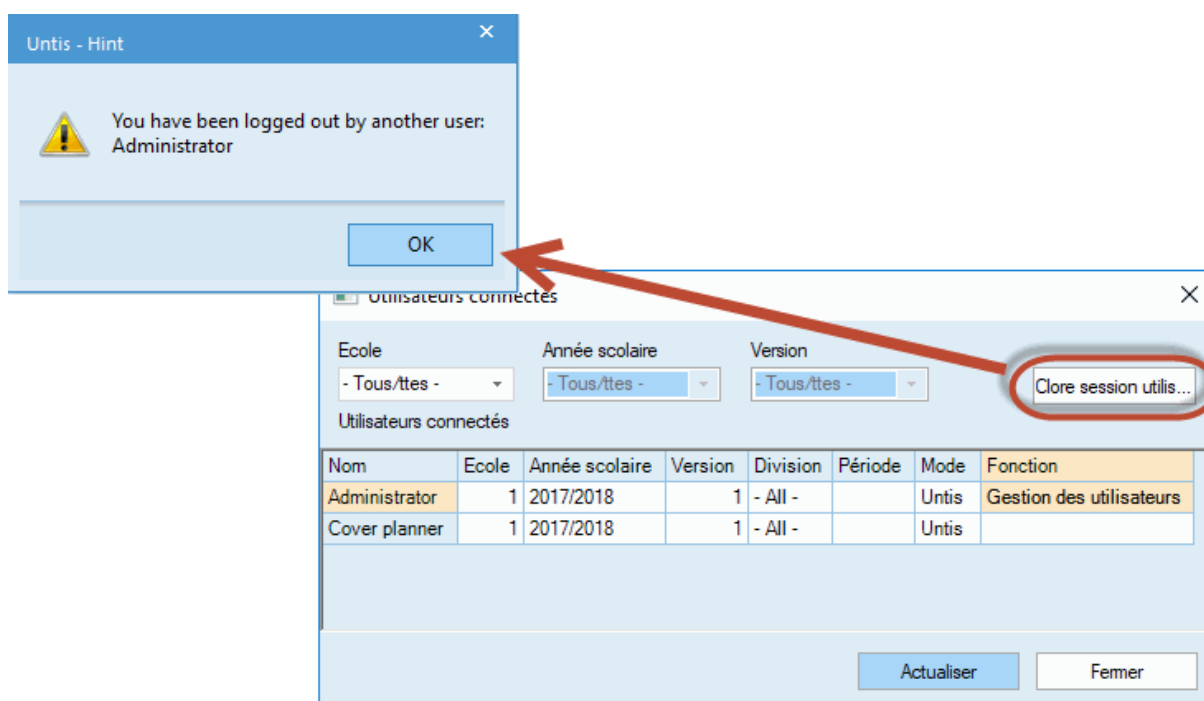 Untis - Hint
You have been logged out by another user:
Administrator
OK
Utilisateurs connectés
Ecole Année scolaire Version
- Tous/ttes - - Tous/ttes - - Tous/ttes - Clore session utilis...
Utilisateurs connectés
Nom Ecole Année scolaire Version Division Période Mode Fonction
Administrator 1 2017/2018 1 - All - Untis Gestion des utilisateurs
Cover planner 1 2017/2018 1 - All - Untis
Actualiser Fermer